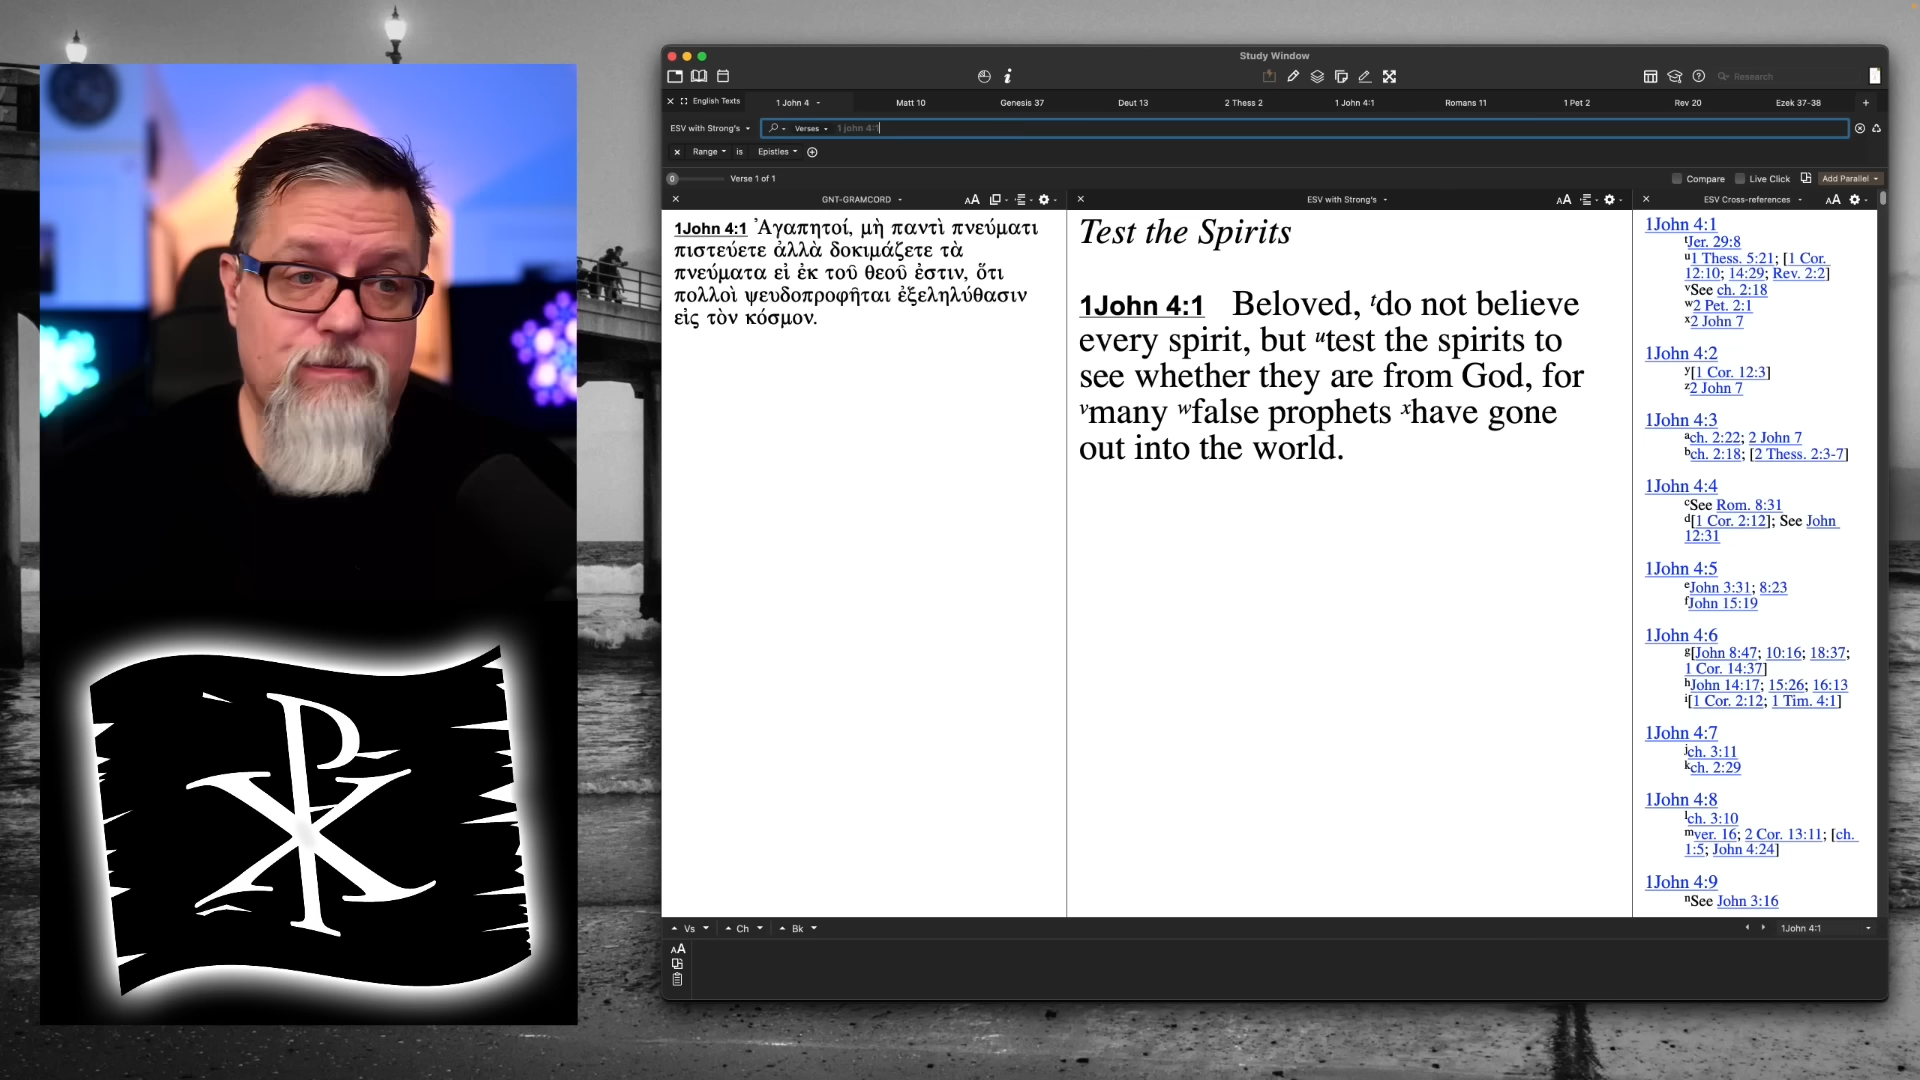 Study Window
Research
English Texts
1 John 4
Matt 10
Genesis 37
Deut 13
2 Thess 2
1 John 4:1
Romans 11
1 Pet 2
Rev 20
Ezek 37-38
ESV with Strong's
Verses
1 john 4:1
Range
is
Epistles
0
Verse 1 of 1
Compare
Live Click
Add Parallel
GNT-GRAMCORD
AA
1John 4:1 Ἀγαπητοί, μὴ παντὶ πνεύματι
πιστεύετε ἀλλὰ δοκιμάζετε τὰ
πνεύματα εἰ ἐκ τοῦ θεοῦ ἐστιν, ὅτι
πολλοὶ ψευδοπροφῆται ἐξεληλύθασιν
εἰς τὸν κόσμον.
ESV with Strong's
AA
Test the Spirits
1John 4:1 Beloved, tdo not believe
every spirit, but utest the spirits to
see whether they are from God, for
vmany wfalse prophets xhave gone
out into the world.
ESV Cross-references
AA
1John 4:1
tJer. 29:8
u1 Thess. 5:21; [1 Cor.
12:10; 14:29; Rev. 2:2]
vSee ch. 2:18
w2 Pet. 2:1
x2 John 7
1John 4:2
y[1 Cor. 12:3]
z2 John 7
1John 4:3
ach. 2:22; 2 John 7
bch. 2:18; [2 Thess. 2:3-7]
1John 4:4
cSee Rom. 8:31
d[1 Cor. 2:12]; See John
12:31
1John 4:5
eJohn 3:31; 8:23
fJohn 15:19
1John 4:6
g[John 8:47; 10:16; 18:37;
1 Cor. 14:37]
hJohn 14:17; 15:26; 16:13
i[1 Cor. 2:12; 1 Tim. 4:1]
1John 4:7
jch. 3:11
kch. 2:29
1John 4:8
lch. 3:10
mver. 16; 2 Cor. 13:11; [ch.
1:5; John 4:24]
1John 4:9
nSee John 3:16
Vs
Ch
Bk
1John 4:1
AA